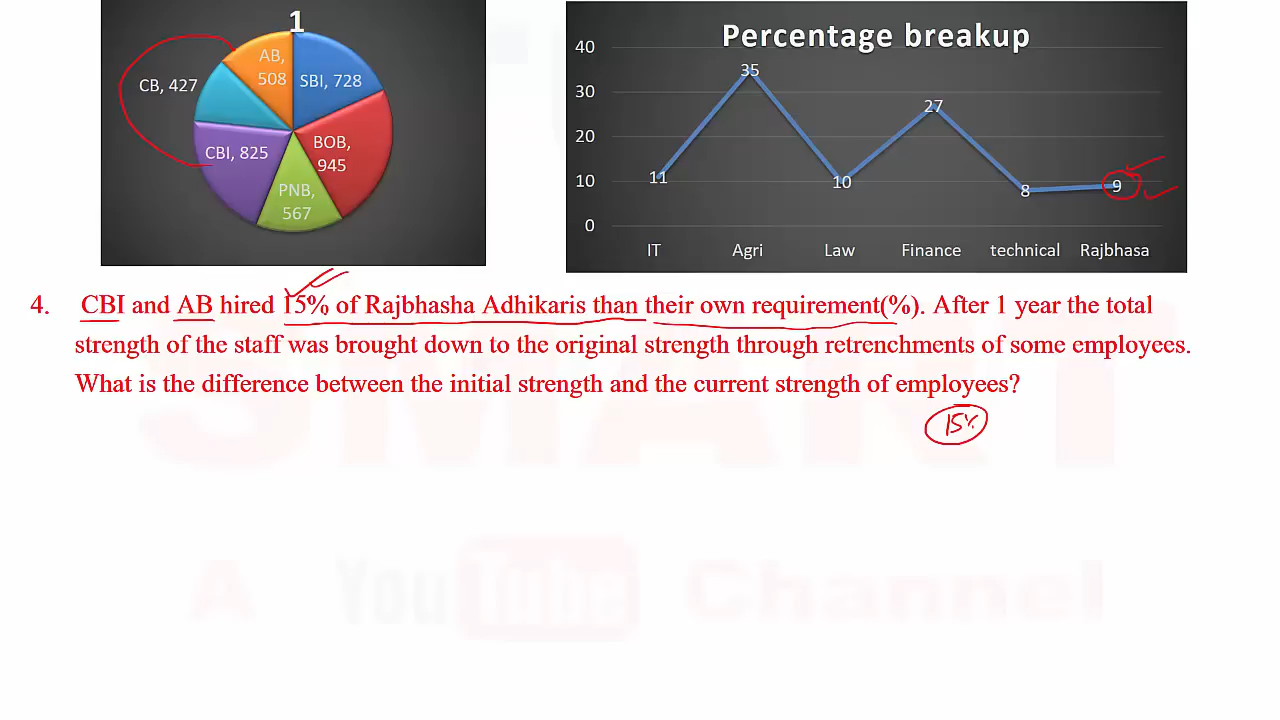 1
AB, 508
SBI, 728
CB, 427
BOB, 945
CBI, 825
PNB, 567
Percentage breakup
40
30
20
10
0
35
27
11
10
8
9
IT Agri Law Finance technical Rajbhasa
4. CBI and AB hired 15% of Rajbhasha Adhikaris than their own requirement(%). After 1 year the total
strength of the staff was brought down to the original strength through retrenchments of some employees.
What is the difference between the initial strength and the current strength of employees?
15%
SMART
A YouTube Channel